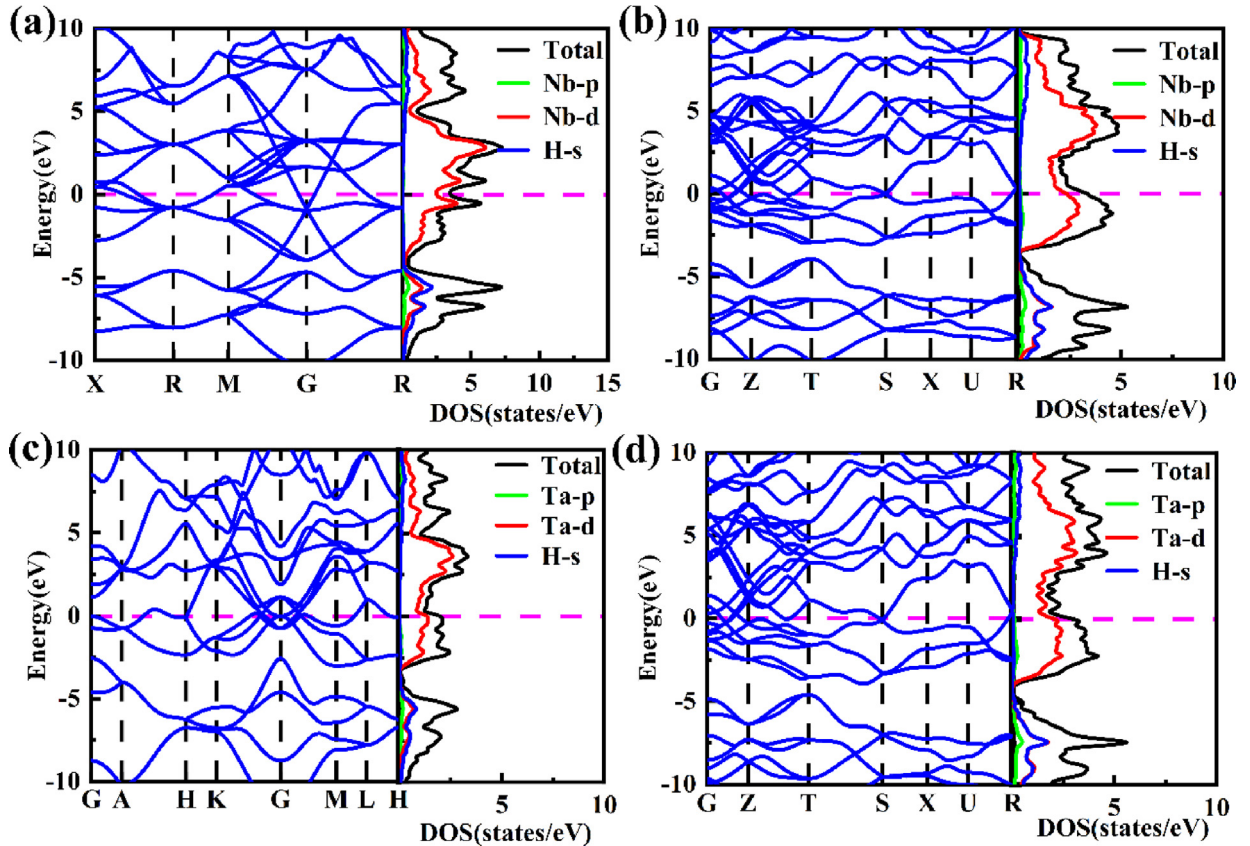 (a)
10
5
0
-5
-10
Energy(eV)
X R M G R 5 10 15
DOS(states/eV)
Total
Nb-p
Nb-d
H-s
(b)
10
5
0
-5
-10
Energy(eV)
G Z T S X U R 5 10
DOS(states/eV)
Total
Nb-p
Nb-d
H-s
(c)
10
5
0
-5
-10
Energy(eV)
G A H K G M L H 5 10
DOS(states/eV)
Total
Ta-p
Ta-d
H-s
(d)
10
5
0
-5
-10
Energy(eV)
G Z T S X U R 5 10
DOS(states/eV)
Total
Ta-p
Ta-d
H-s